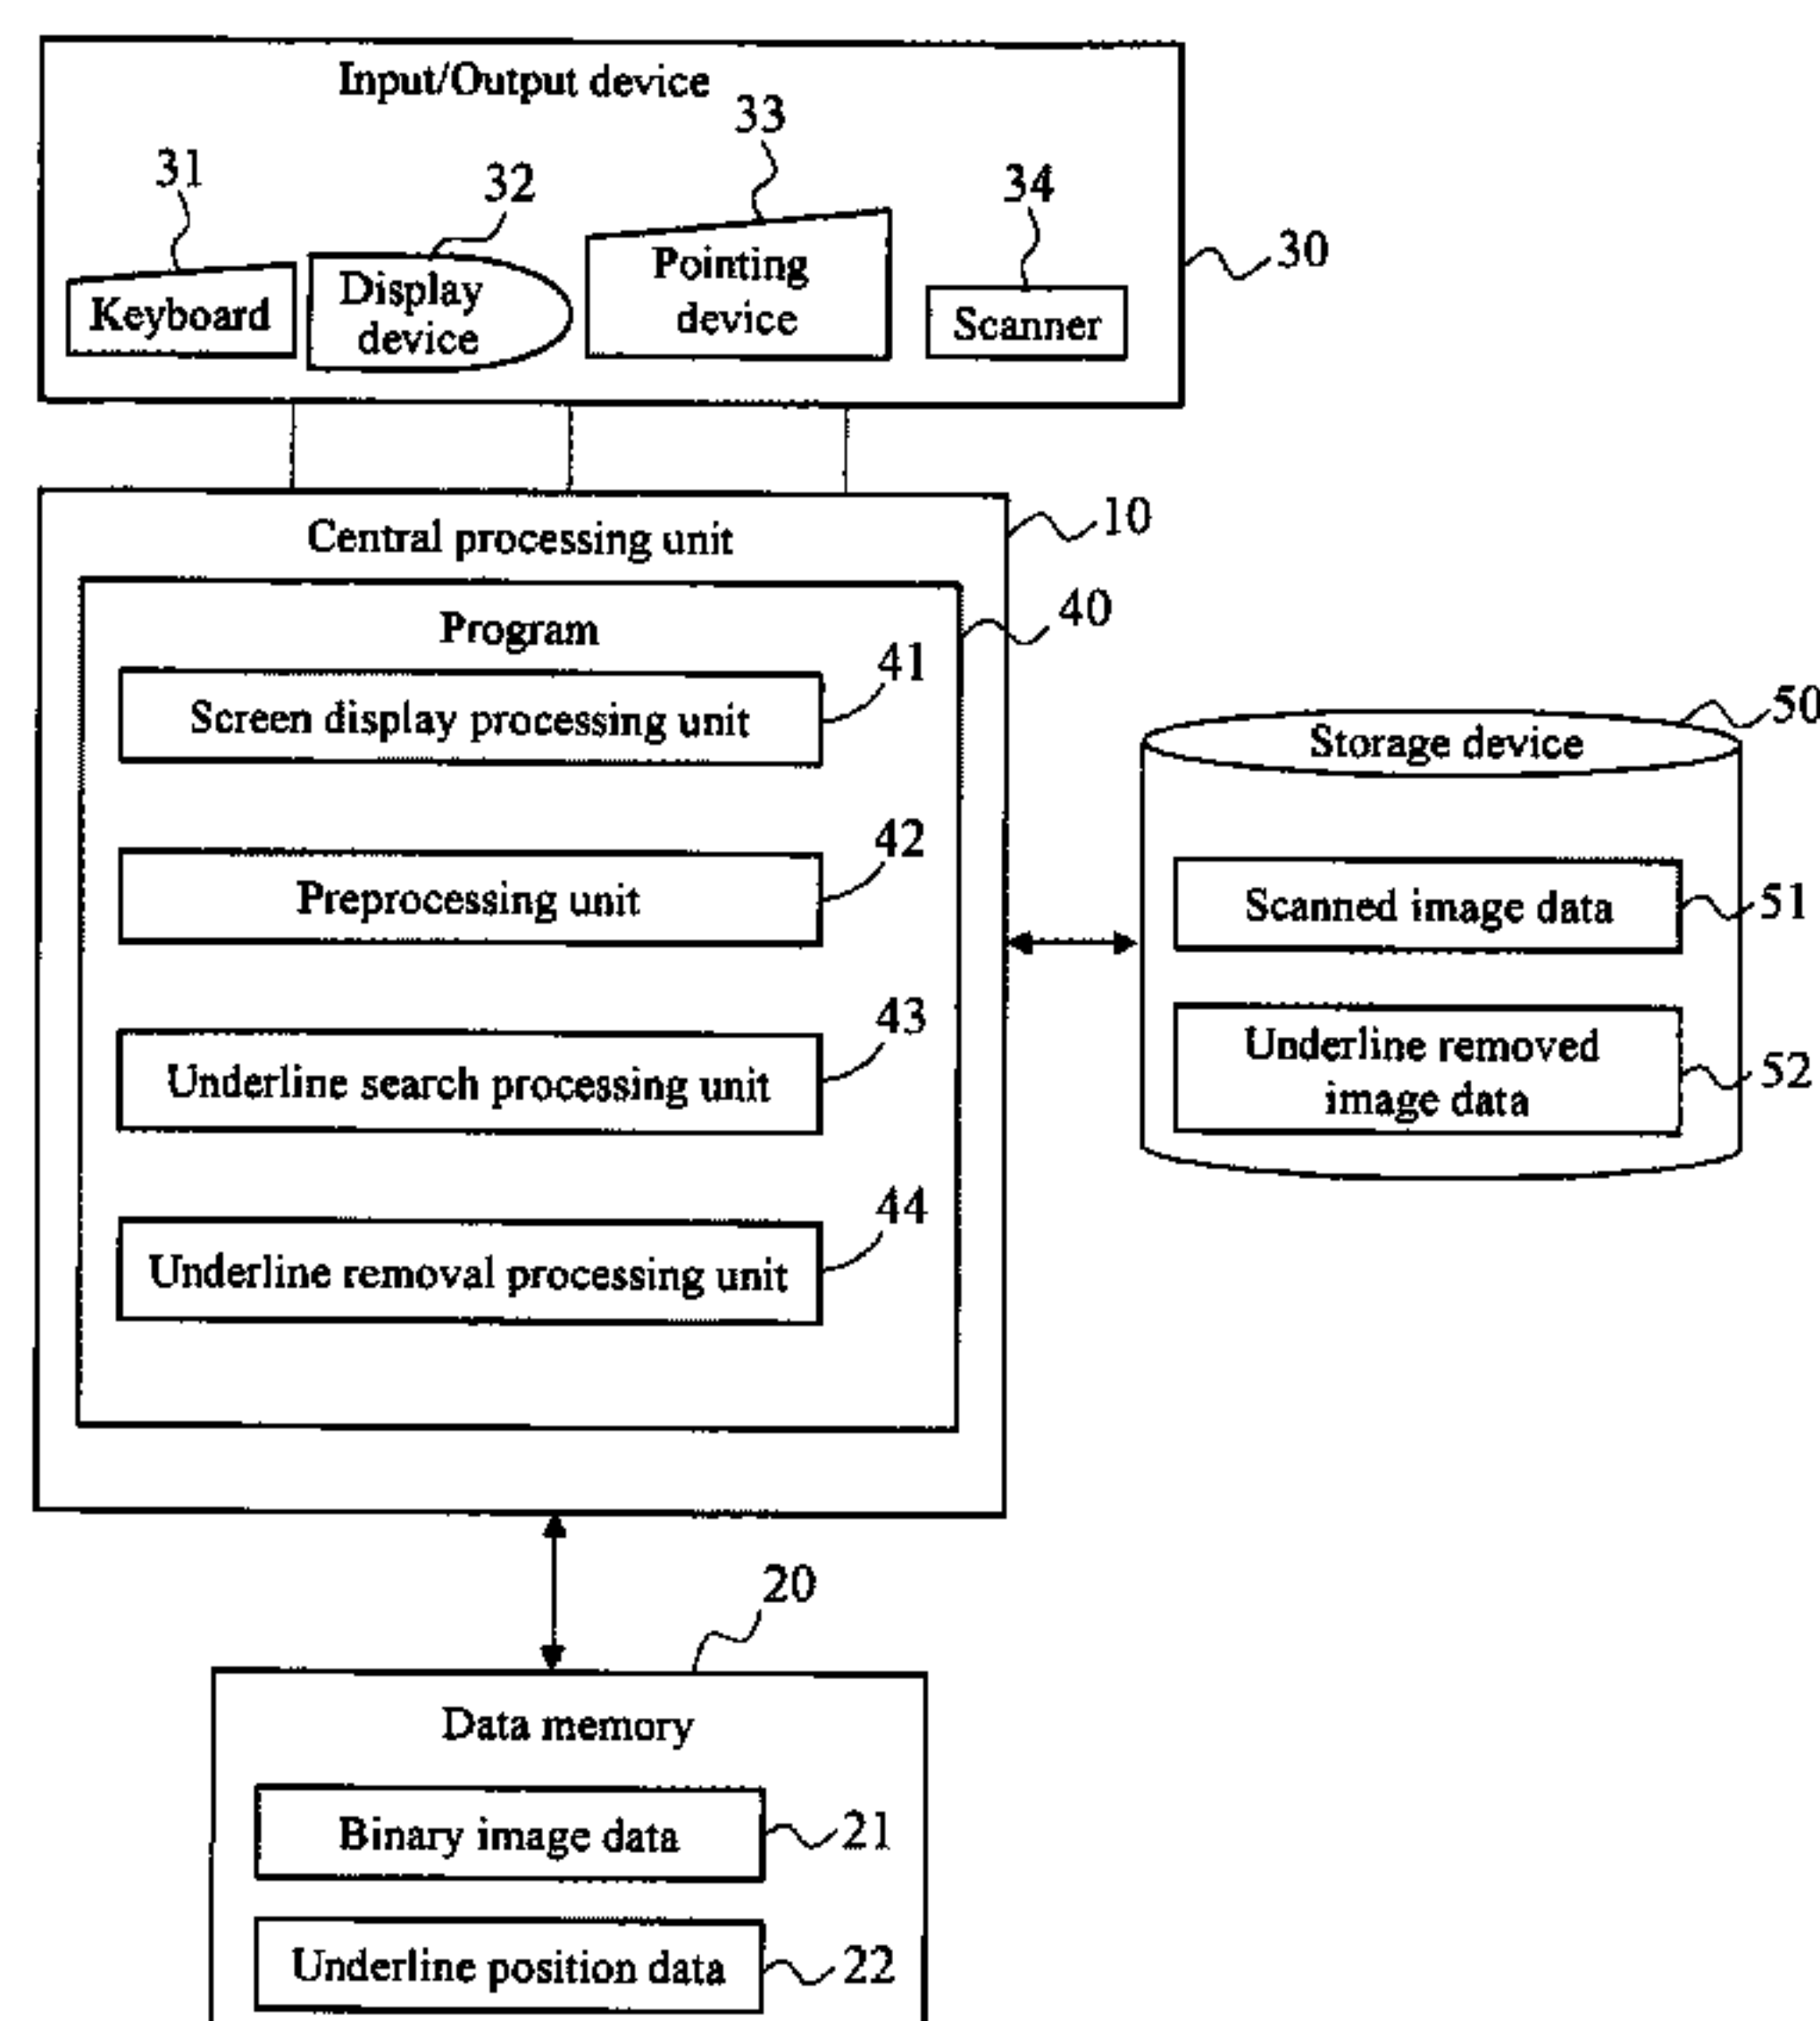 Input/Output device
33
31
32
34
30
Keyboard
Display
device
Pointing
device
Scanner
Central processing unit
10
Program
40
41
Screen display processing unit
42
Preprocessing unit
43
Underline search processing unit
44
Underline removal processing unit
50
Storage device
Scanned image data
51
Underline removed
image data
52
20
Data memory
Binary image data
21
Underline position data
22